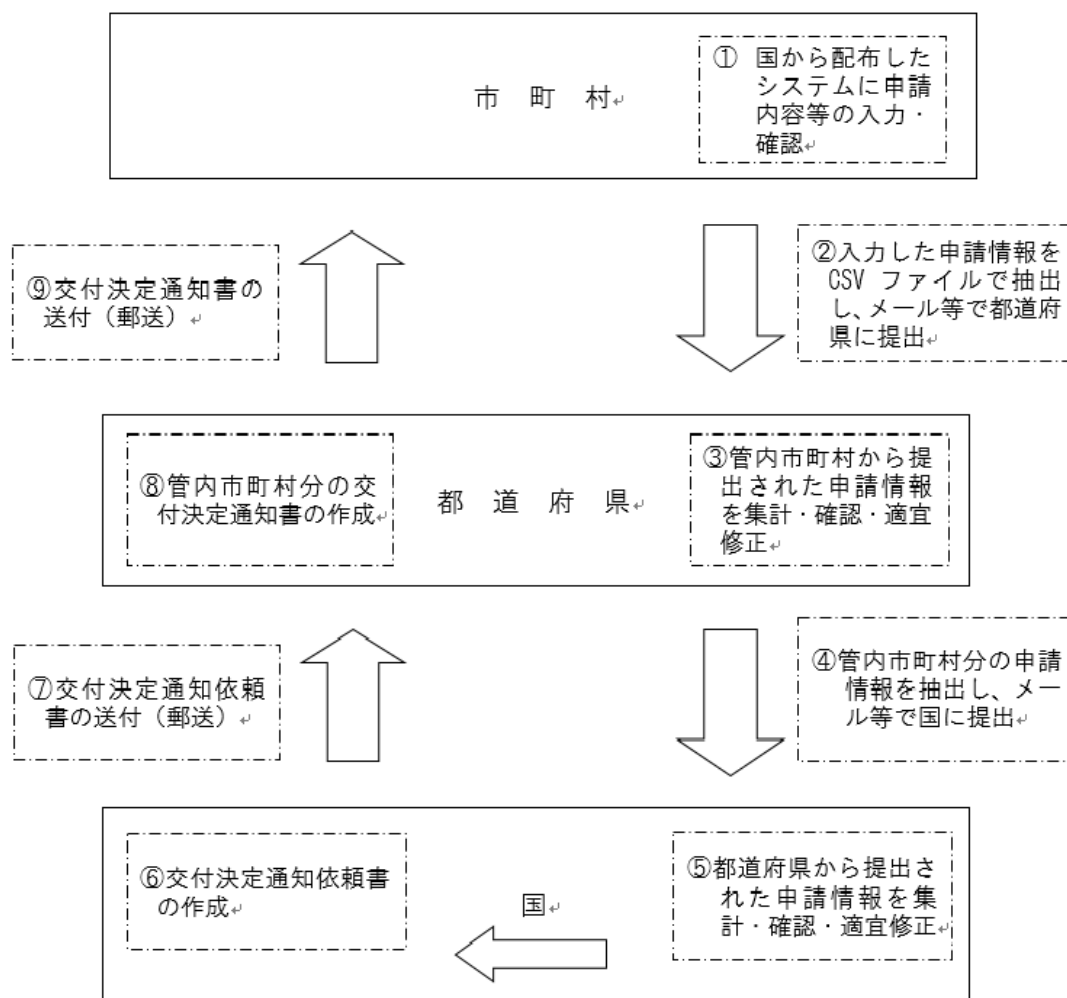 市 町 村
① 国から配布した
システムに申請
内容等の入力・
確認
⑨交付決定通知書の
送付（郵送）
②入力した申請情報を
CSV ファイルで抽出
し、メール等で都道府
県に提出
⑧管内市町村分の交
付決定通知書の作成
都 道 府 県
③管内市町村から提
出された申請情報
を集計・確認・適宜
修正
⑦交付決定通知依頼
書の送付（郵送）
④管内市町村分の申請
情報を抽出し、メー
ル等で国に提出
⑥交付決定通知依頼書
の作成
国
⑤都道府県から提出さ
れた申請情報を集
計・確認・適宜修正